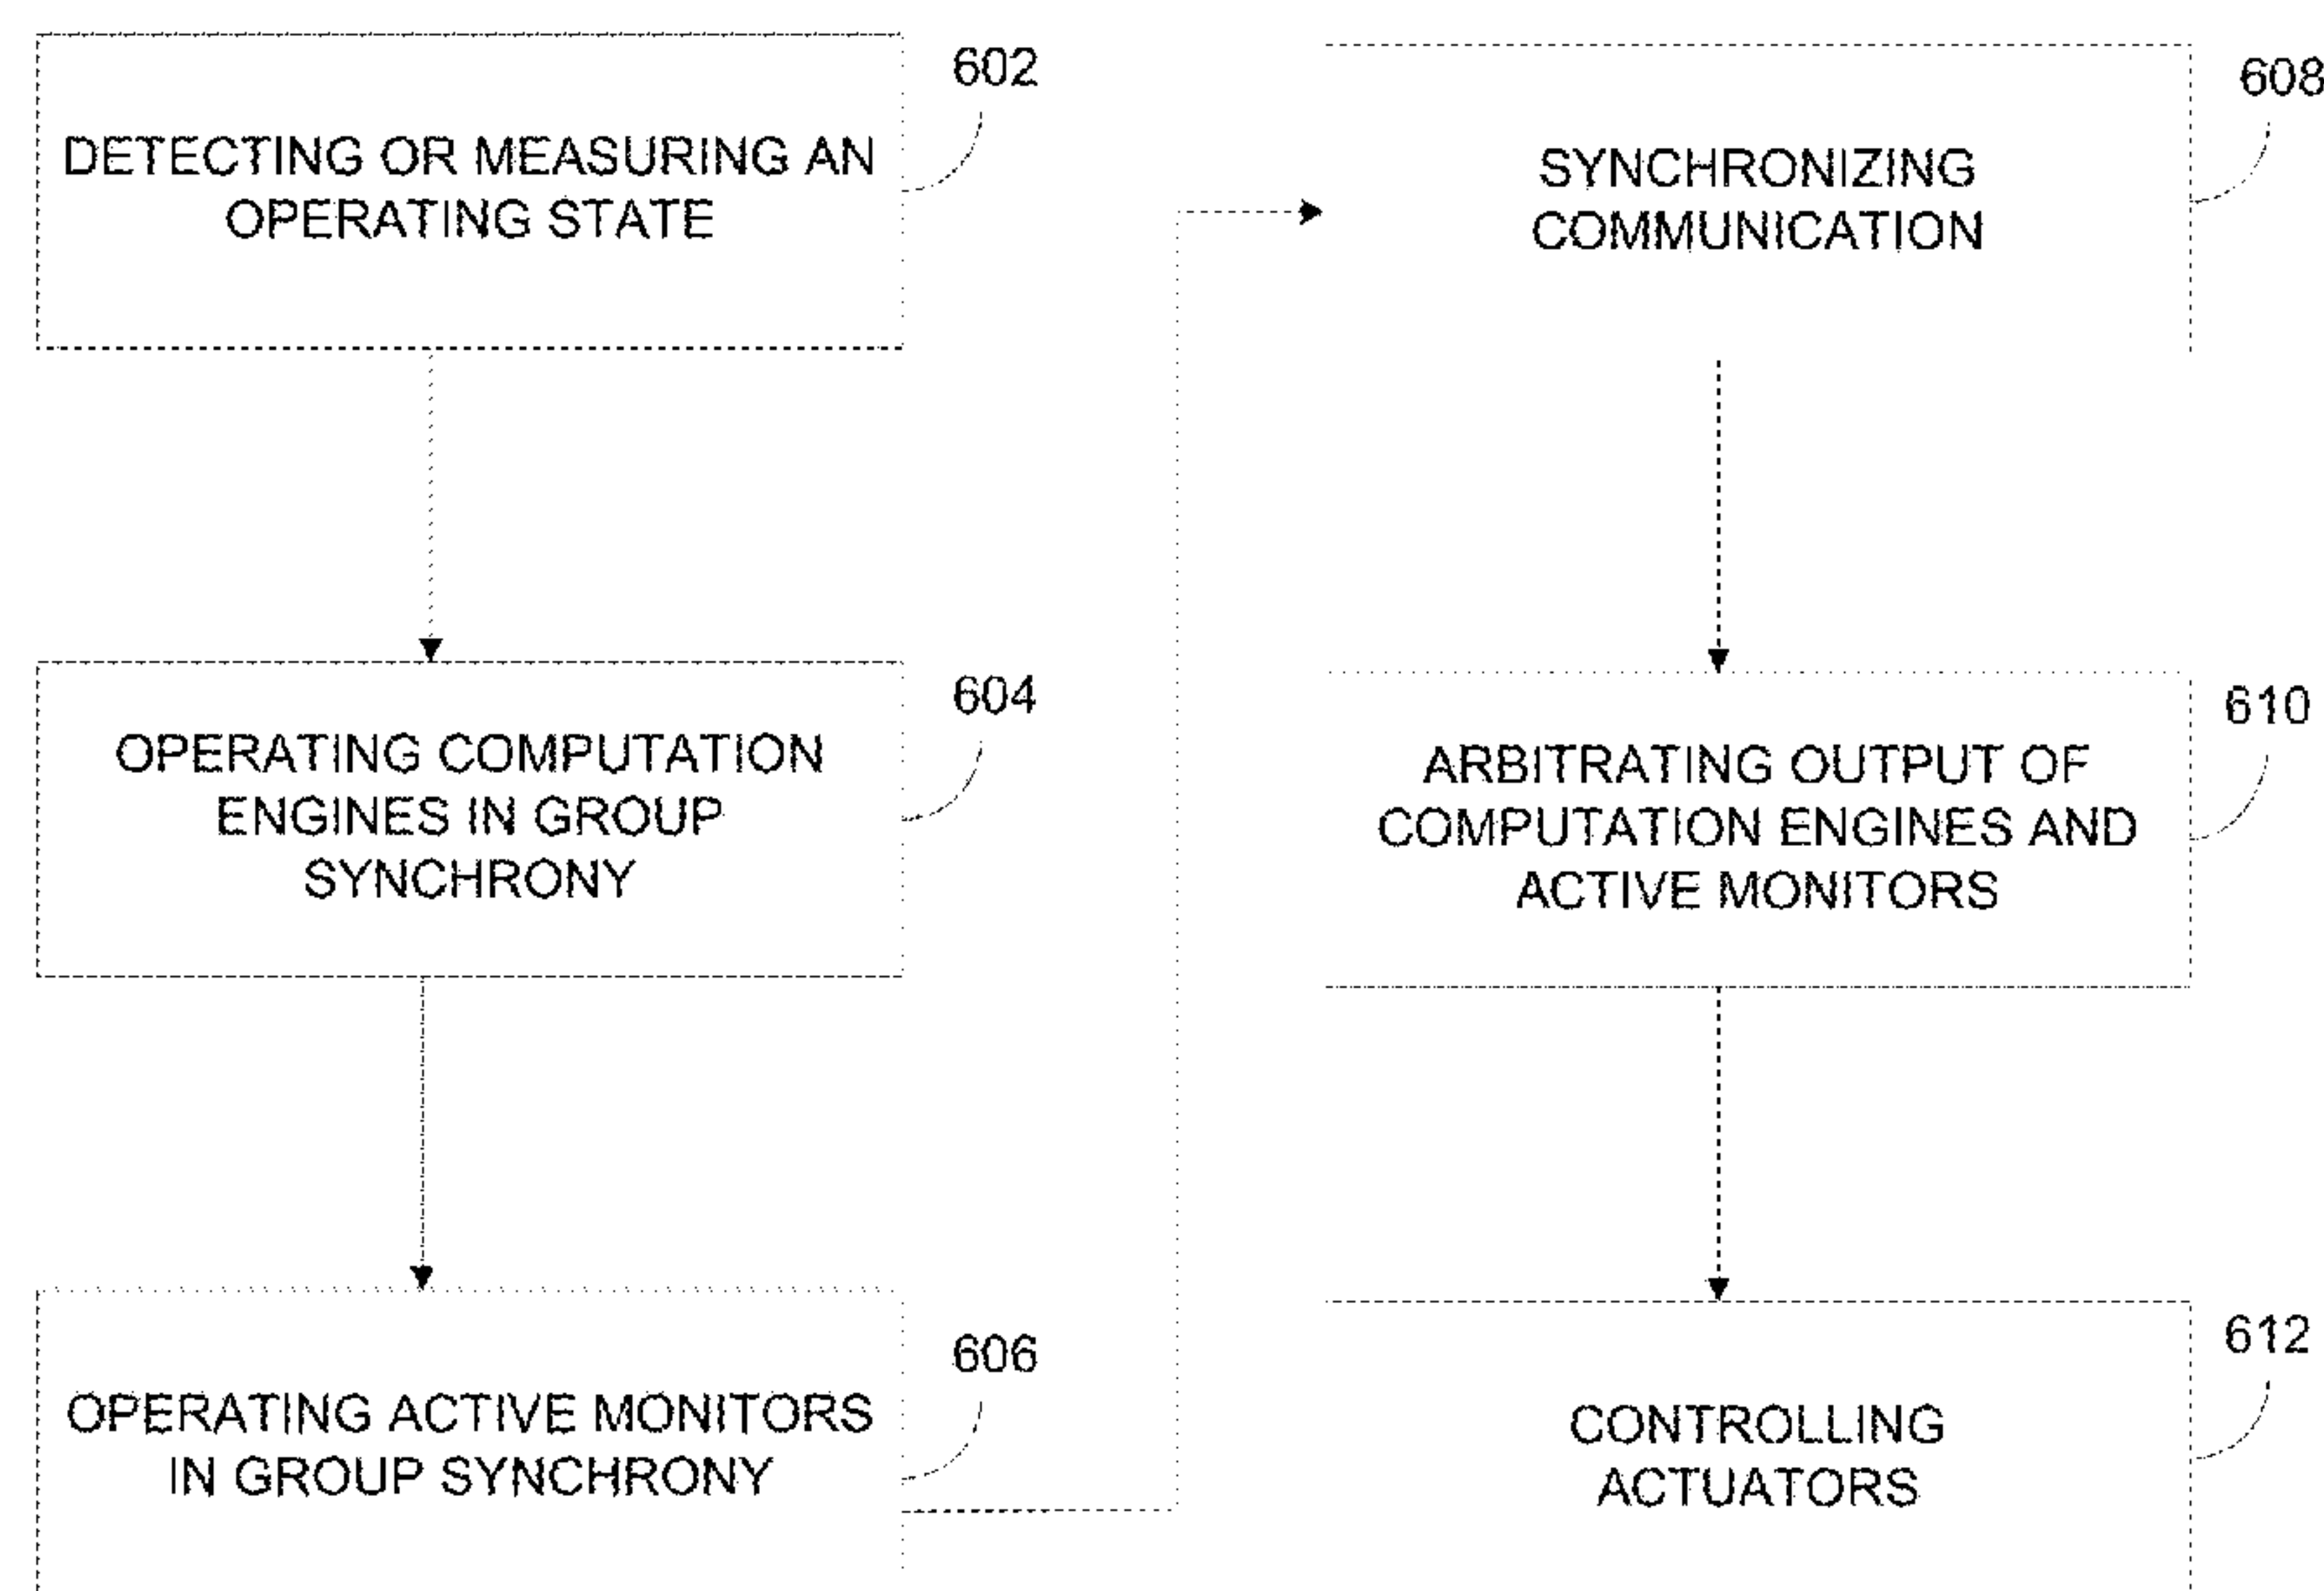 602
DETECTING OR MEASURING AN
OPERATING STATE
604
OPERATING COMPUTATION
ENGINES IN GROUP
SYNCHRONY
606
OPERATING ACTIVE MONITORS
IN GROUP SYNCHRONY
608
SYNCHRONIZING
COMMUNICATION
610
ARBITRATING OUTPUT OF
COMPUTATION ENGINES AND
ACTIVE MONITORS
612
CONTROLLING
ACTUATORS